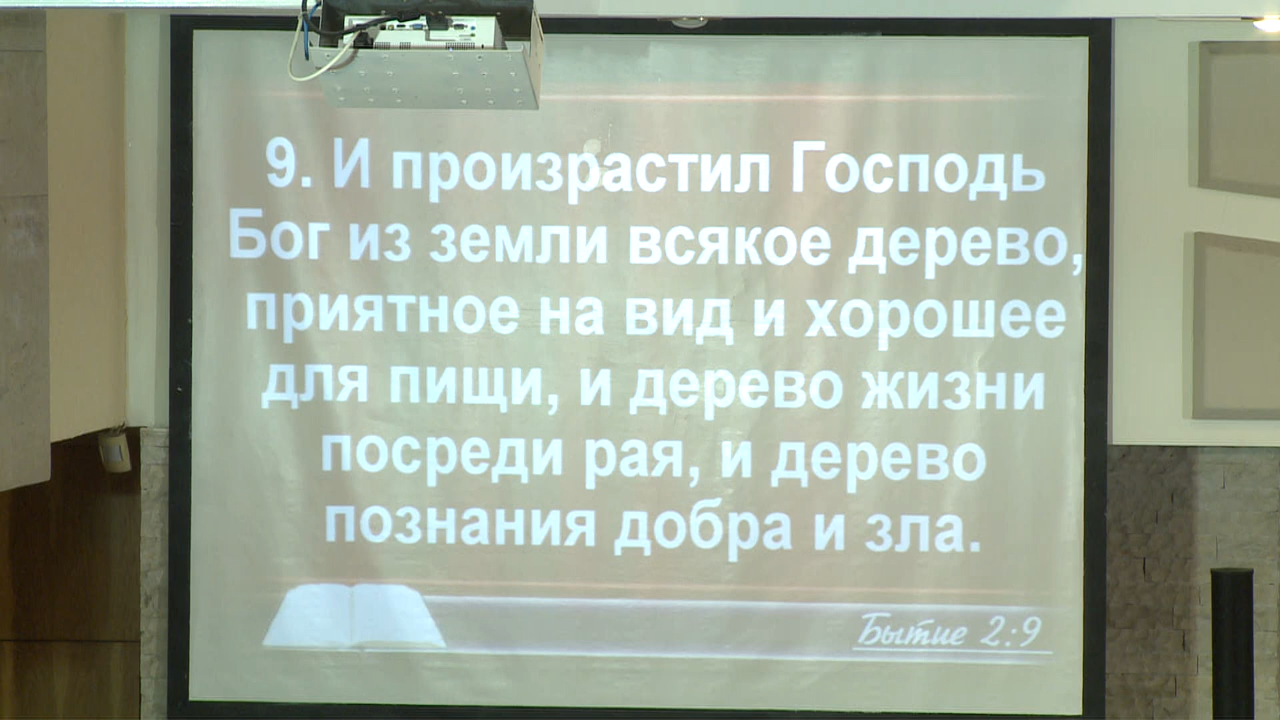 9. И произрастил Господь
Бог из земли всякое дерево,
приятное на вид и хорошее
для пищи, и дерево жизни
посреди рая, и дерево
познания добра и зла.
Бытие 2:9